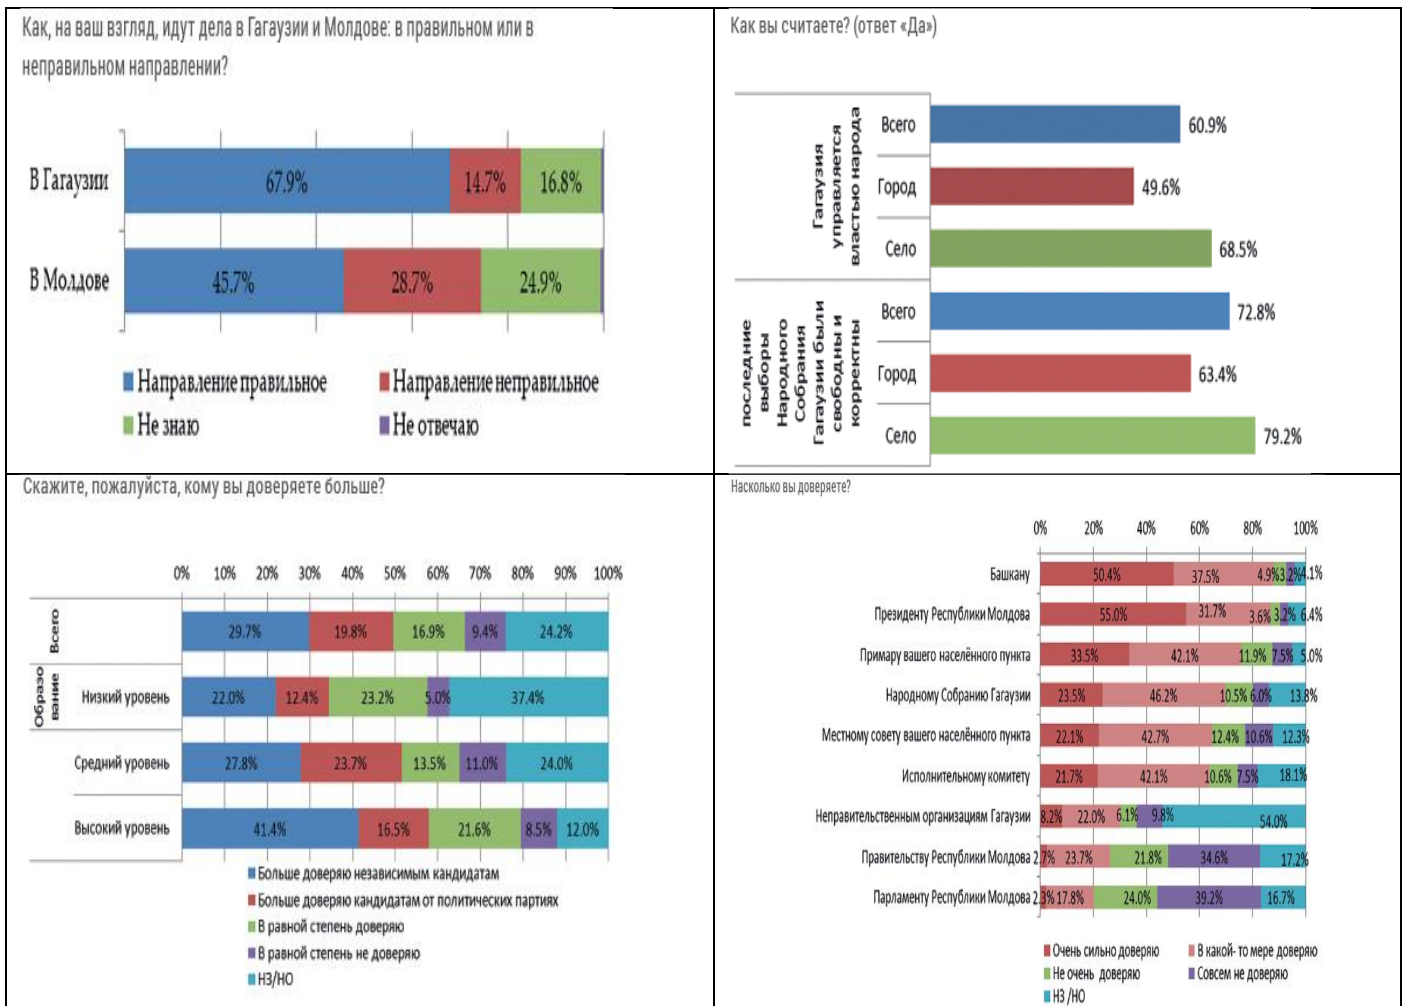 Как, на ваш взгляд, идут дела в Гагаузии и Молдове: в правильном или в
неправильном направлении?
В Гагаузии
67.9%
14.7%
16.8%
В Молдове
45.7%
28.7%
24.9%
Направление правильное
Направление неправильное
Не знаю
Не отвечаю
Как вы считаете? (ответ «Да»)
Гагаузия
управляется
властью народа
Всего
60.9%
Город
49.6%
Село
68.5%
последние
выборы
Народного
Собрания
Гагаузии были
свободны и
корректны
Всего
72.8%
Город
63.4%
Село
79.2%
Скажите, пожалуйста, кому вы доверяете больше?
0% 10% 20% 30% 40% 50% 60% 70% 80% 90% 100%
Всего
29.7% 19.8% 16.9% 9.4% 24.2%
Образо
вание
Низкий уровень 22.0% 12.4% 23.2% 5.0% 37.4%
Средний уровень 27.8% 23.7% 13.5% 11.0% 24.0%
Высокий уровень 41.4% 16.5% 21.6% 8.5% 12.0%
Больше доверяю независимым кандидатам
Больше доверяю кандидатам от политических партиях
В равной степень доверяю
В равной степень не доверяю
НЗ/НО
Насколько вы доверяете?
0% 20% 40% 60% 80% 100%
Башкану 50.4% 37.5% 4.9% 3.2% 4.1%
Президенту Республики Молдова 55.0% 31.7% 3.6% 3.2% 6.4%
Примару вашего населённого пункта 33.5% 42.1% 11.9% 7.5% 5.0%
Народному Собранию Гагаузии 23.5% 46.2% 10.5% 6.0% 13.8%
Местному совету вашего населённого пункта 22.1% 42.7% 12.4% 10.6% 12.3%
Исполнительному комитету 21.7% 42.1% 10.6% 7.5% 18.1%
Неправительственным организациям Гагаузии 8.2% 22.0% 6.1% 9.8% 54.0%
Правительству Республики Молдова 2.7% 23.7% 21.8% 34.6% 17.2%
Парламенту Республики Молдова 2.3% 17.8% 24.0% 39.2% 16.7%
Очень сильно доверяю
В какой- то мере доверяю
Не очень доверяю
Совсем не доверяю
НЗ /НО